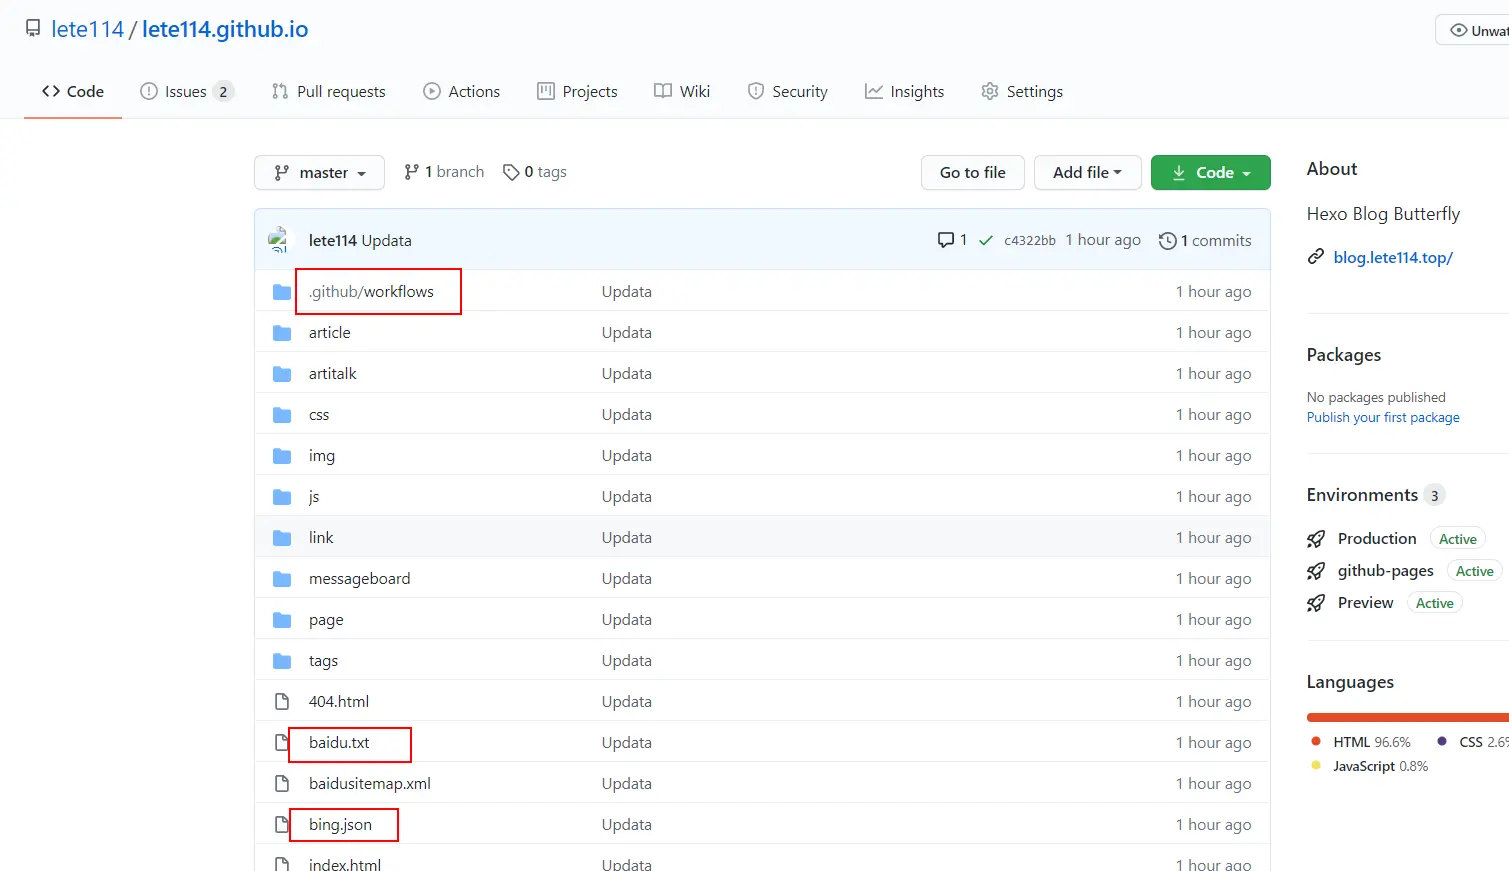 lete114 / lete114.github.io
Unwat
Code Issues 2 Pull requests Actions Projects Wiki Security Insights Settings
master 1 branch 0 tags Go to file Add file Code
lete114 Updata 1 c4322bb 1 hour ago 1 commits
.github/workflows Updata 1 hour ago
article Updata 1 hour ago
artitalk Updata 1 hour ago
css Updata 1 hour ago
img Updata 1 hour ago
js Updata 1 hour ago
link Updata 1 hour ago
messageboard Updata 1 hour ago
page Updata 1 hour ago
tags Updata 1 hour ago
404.html Updata 1 hour ago
baidu.txt Updata 1 hour ago
baidusitemap.xml Updata 1 hour ago
bing.json Updata 1 hour ago
index.html Updata 1 hour ago
About
Hexo Blog Butterfly
blog.lete114.top/
Packages
No packages published
Publish your first package
Environments 3
Production Active
github-pages Active
Preview Active
Languages
HTML 96.6% CSS 2.6%
JavaScript 0.8%